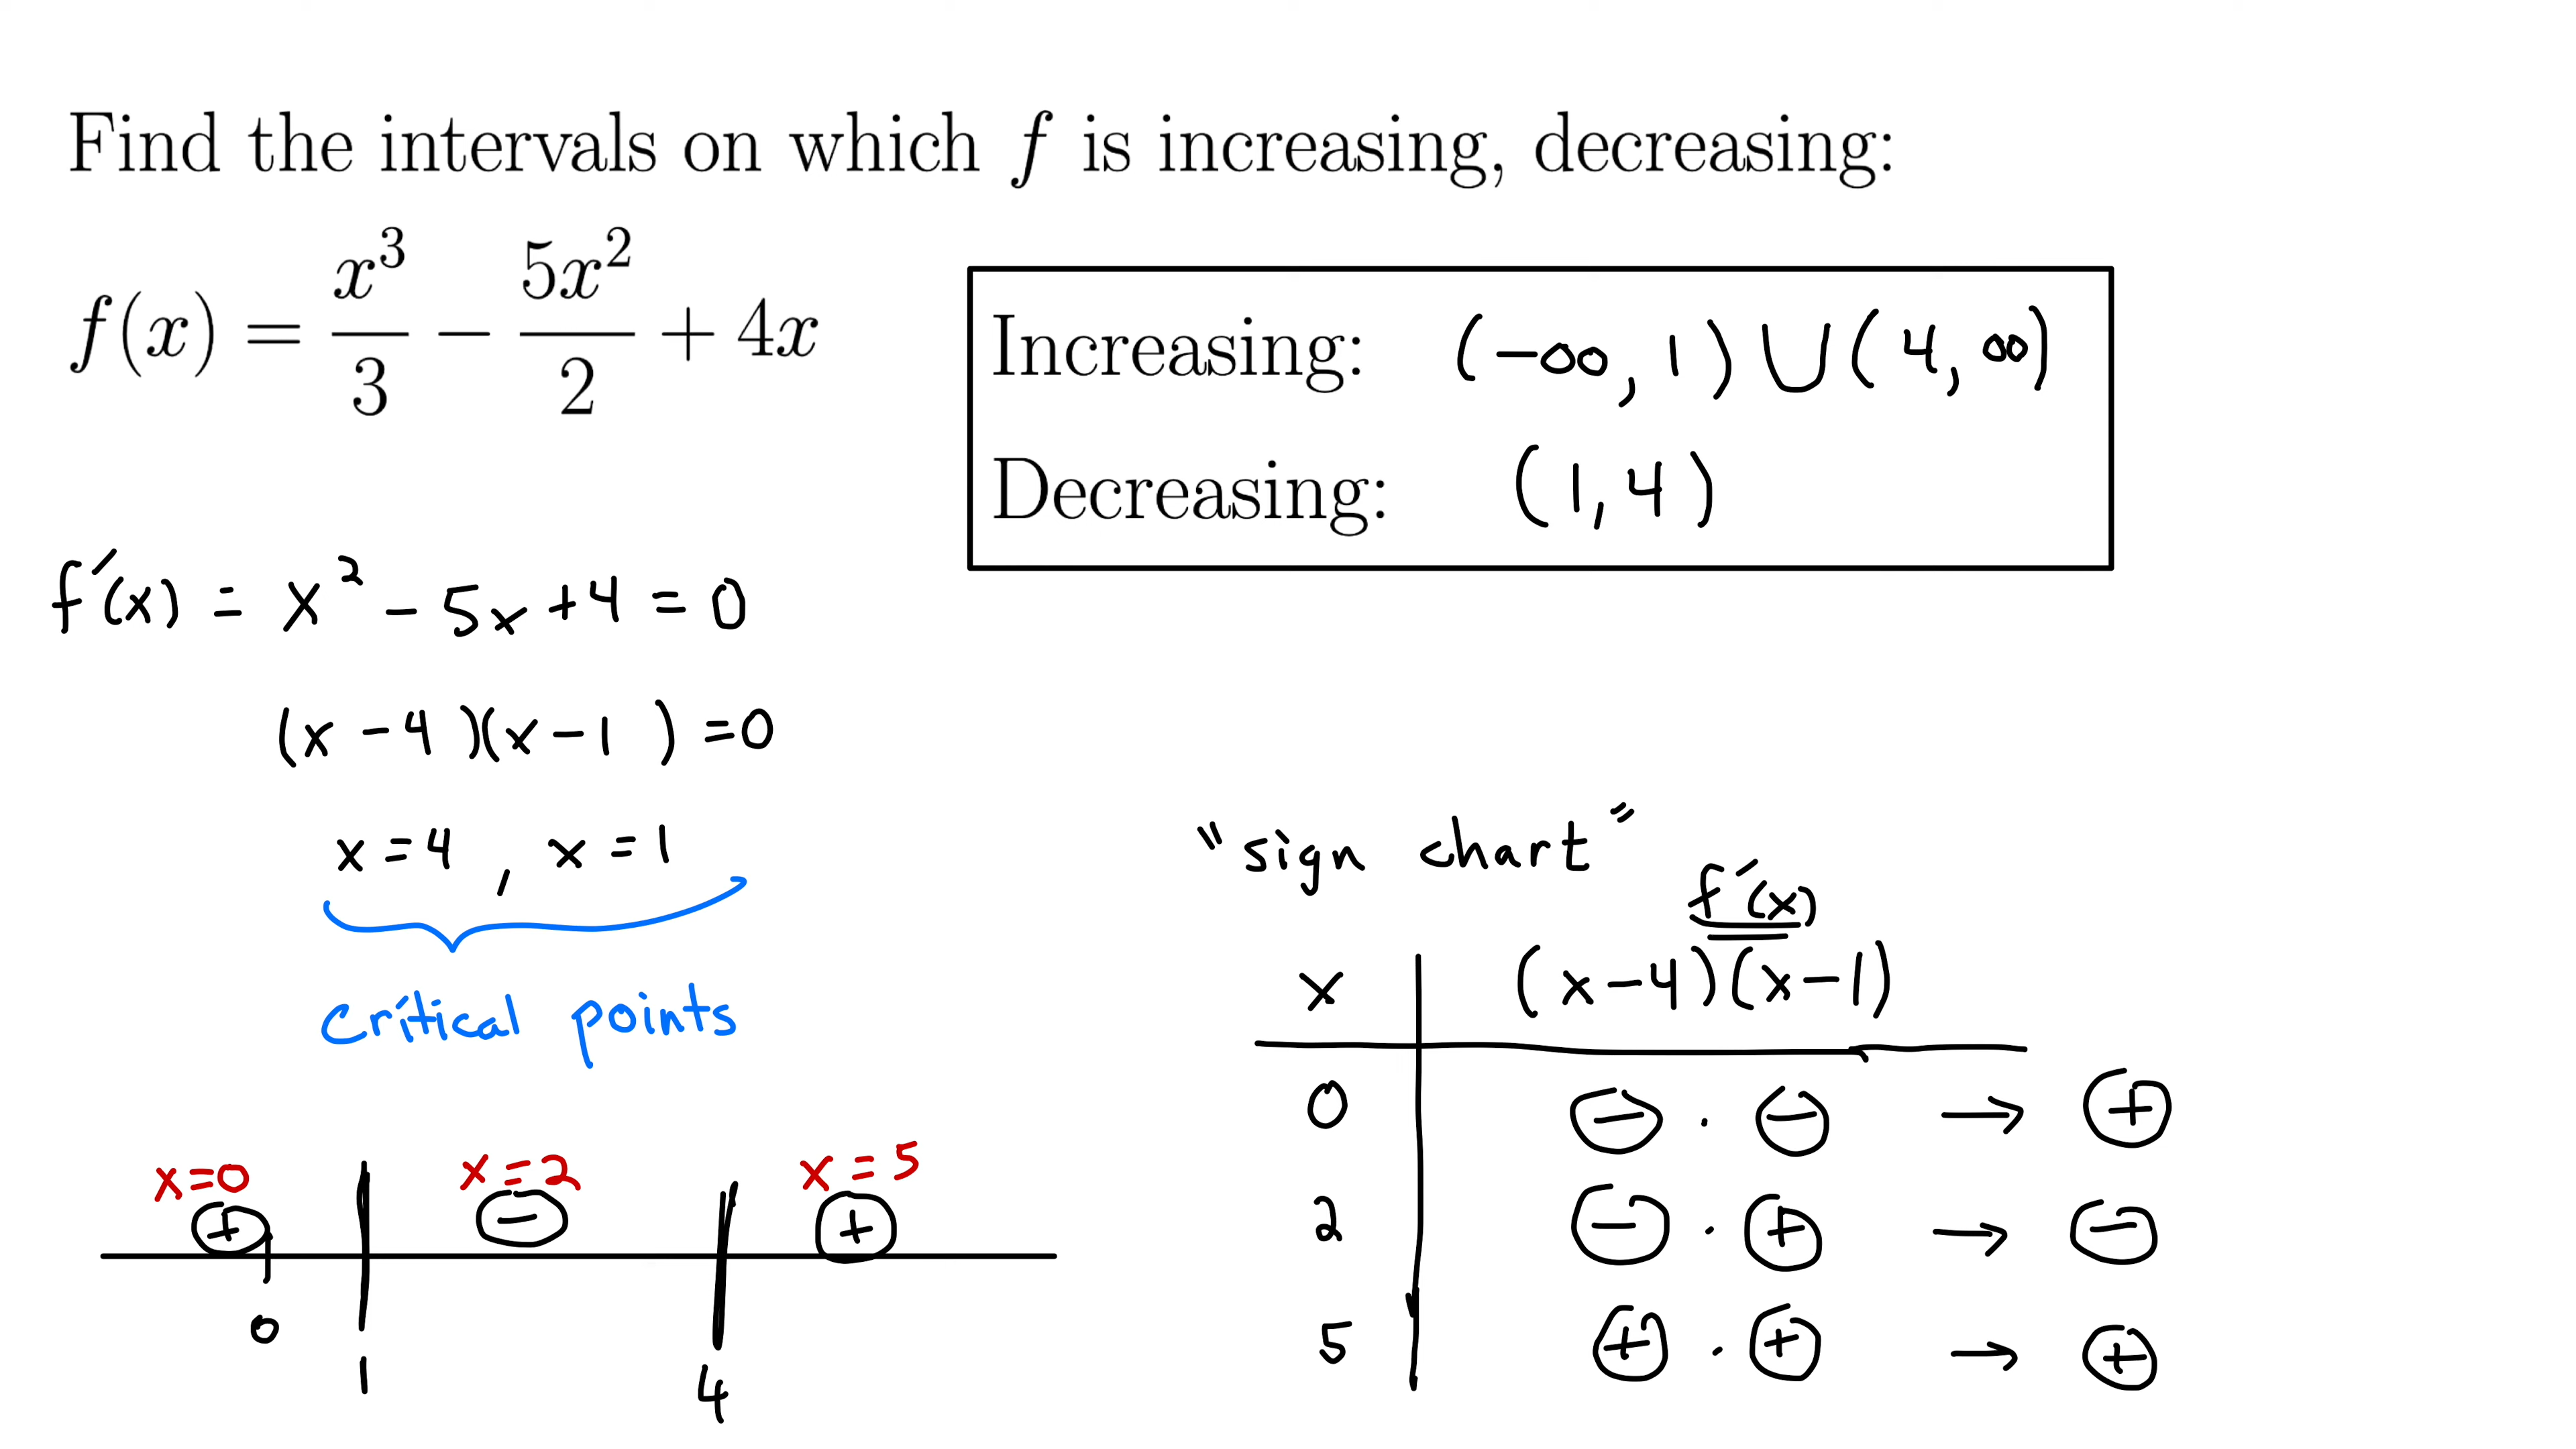 Find the intervals on which f is increasing, decreasing:
f(x) = x³/3 − 5x²/2 + 4x
Increasing: (-∞, 1) ∪ (4, ∞)
Decreasing: (1, 4)
f'(x) = x² - 5x + 4 = 0
(x - 4)(x - 1) = 0
x = 4 , x = 1
critical points
x=0 x=2 x=5
+ − +
0 1 4
"sign chart"
f'(x)
x (x-4)(x-1)
0 − · − → +
2 − · + → −
5 + · + → +